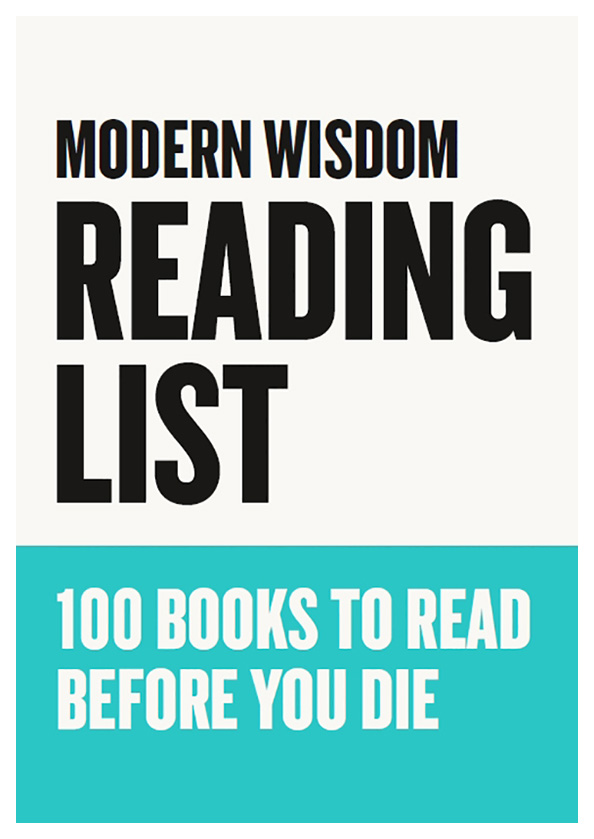 MODERN WISDOM
READING
LIST
100 BOOKS TO READ
BEFORE YOU DIE